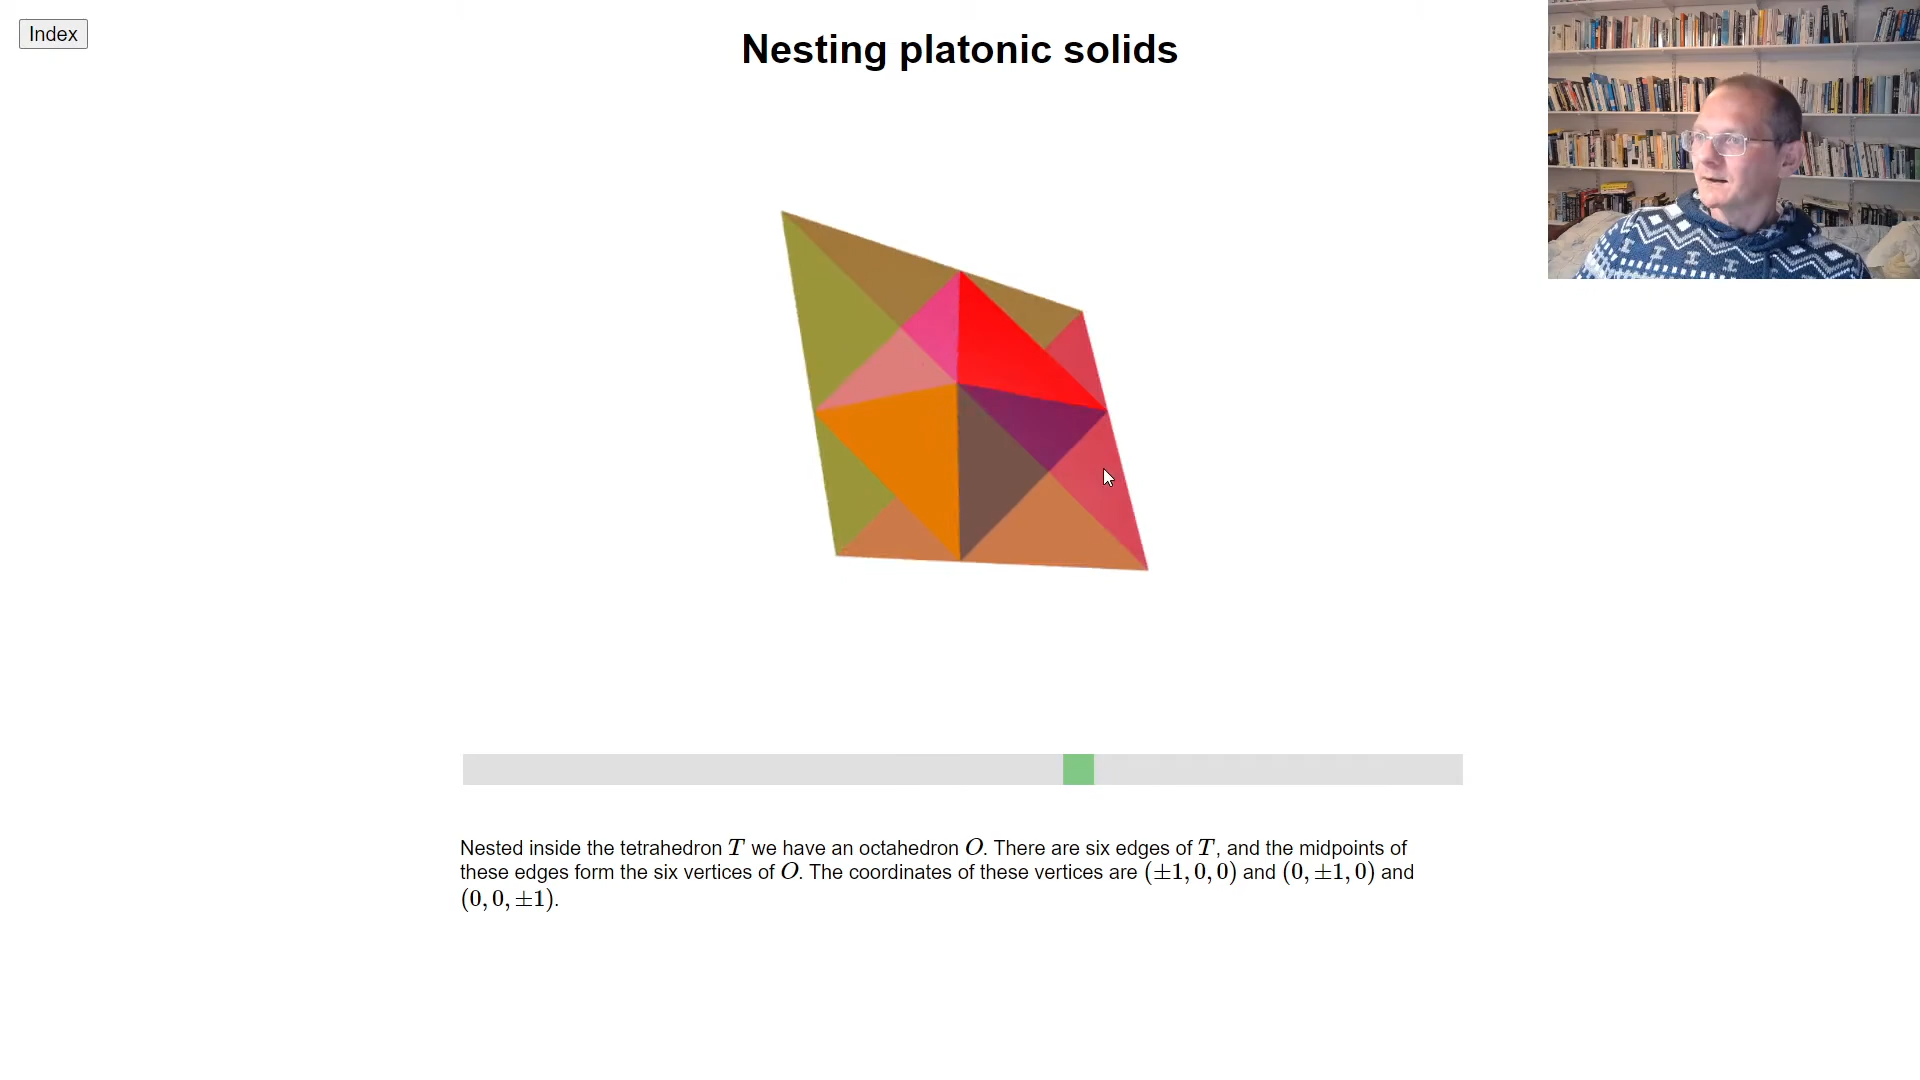 Index
Nesting platonic solids
Nested inside the tetrahedron T we have an octahedron O. There are six edges of T, and the midpoints of
these edges form the six vertices of O. The coordinates of these vertices are (±1, 0, 0) and (0, ±1, 0) and
(0, 0, ±1).